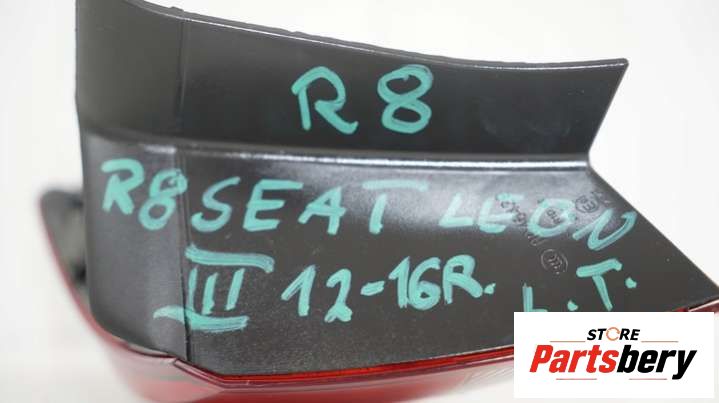 R8
R8 SEAT LEON
III 12-16R. L.T.
STORE
Partsbery